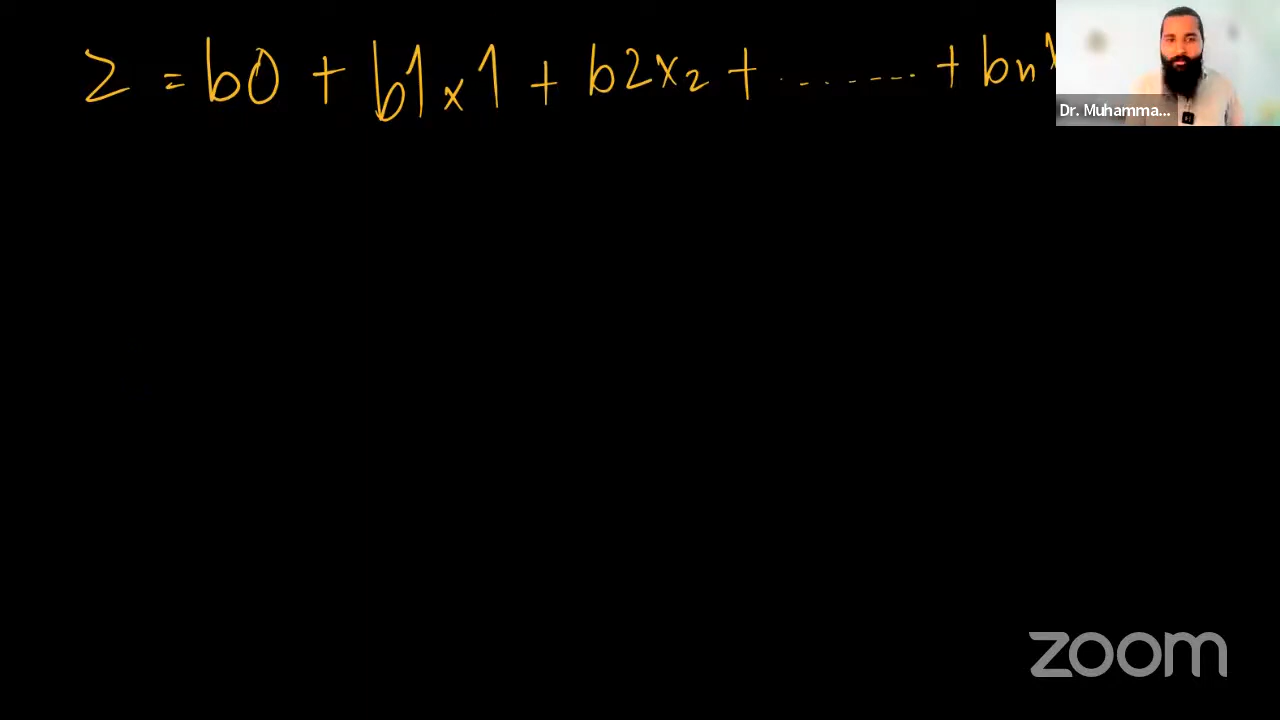 z = b0 + b1x1 + b2x2 + ........ + bn
Dr. Muhamma...
zoom